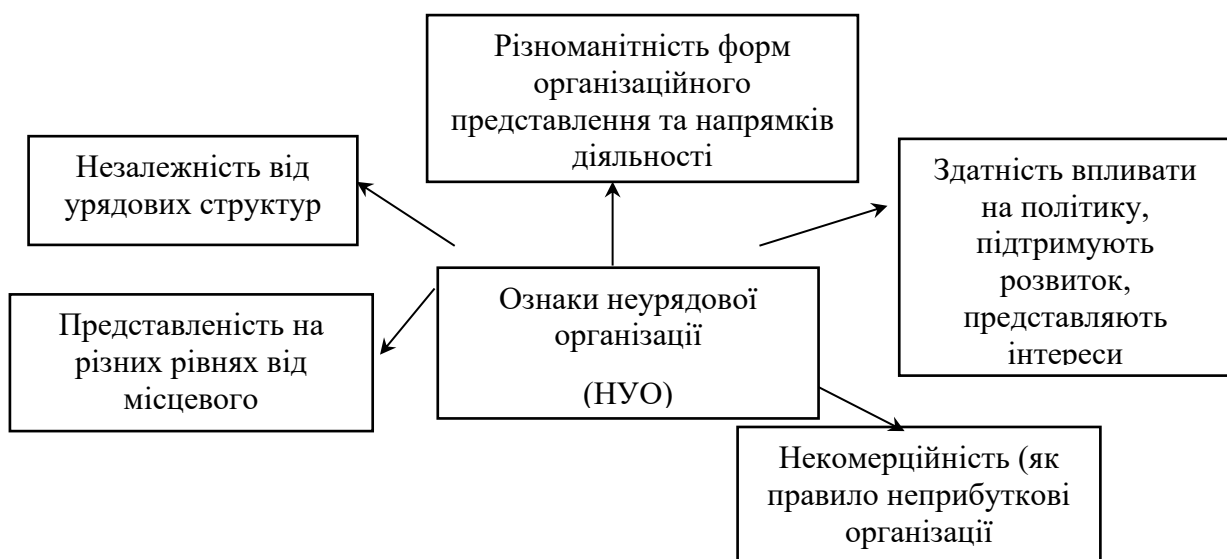 Різноманітність форм
організаційного
представлення та напрямків
діяльності
Незалежність від
урядових структур
Здатність впливати
на політику,
підтримують
розвиток,
представляють
інтереси
Ознаки неурядової
організації
(НУО)
Представленість на
різних рівнях від
місцевого
Некомерційність (як
правило неприбуткові
організації